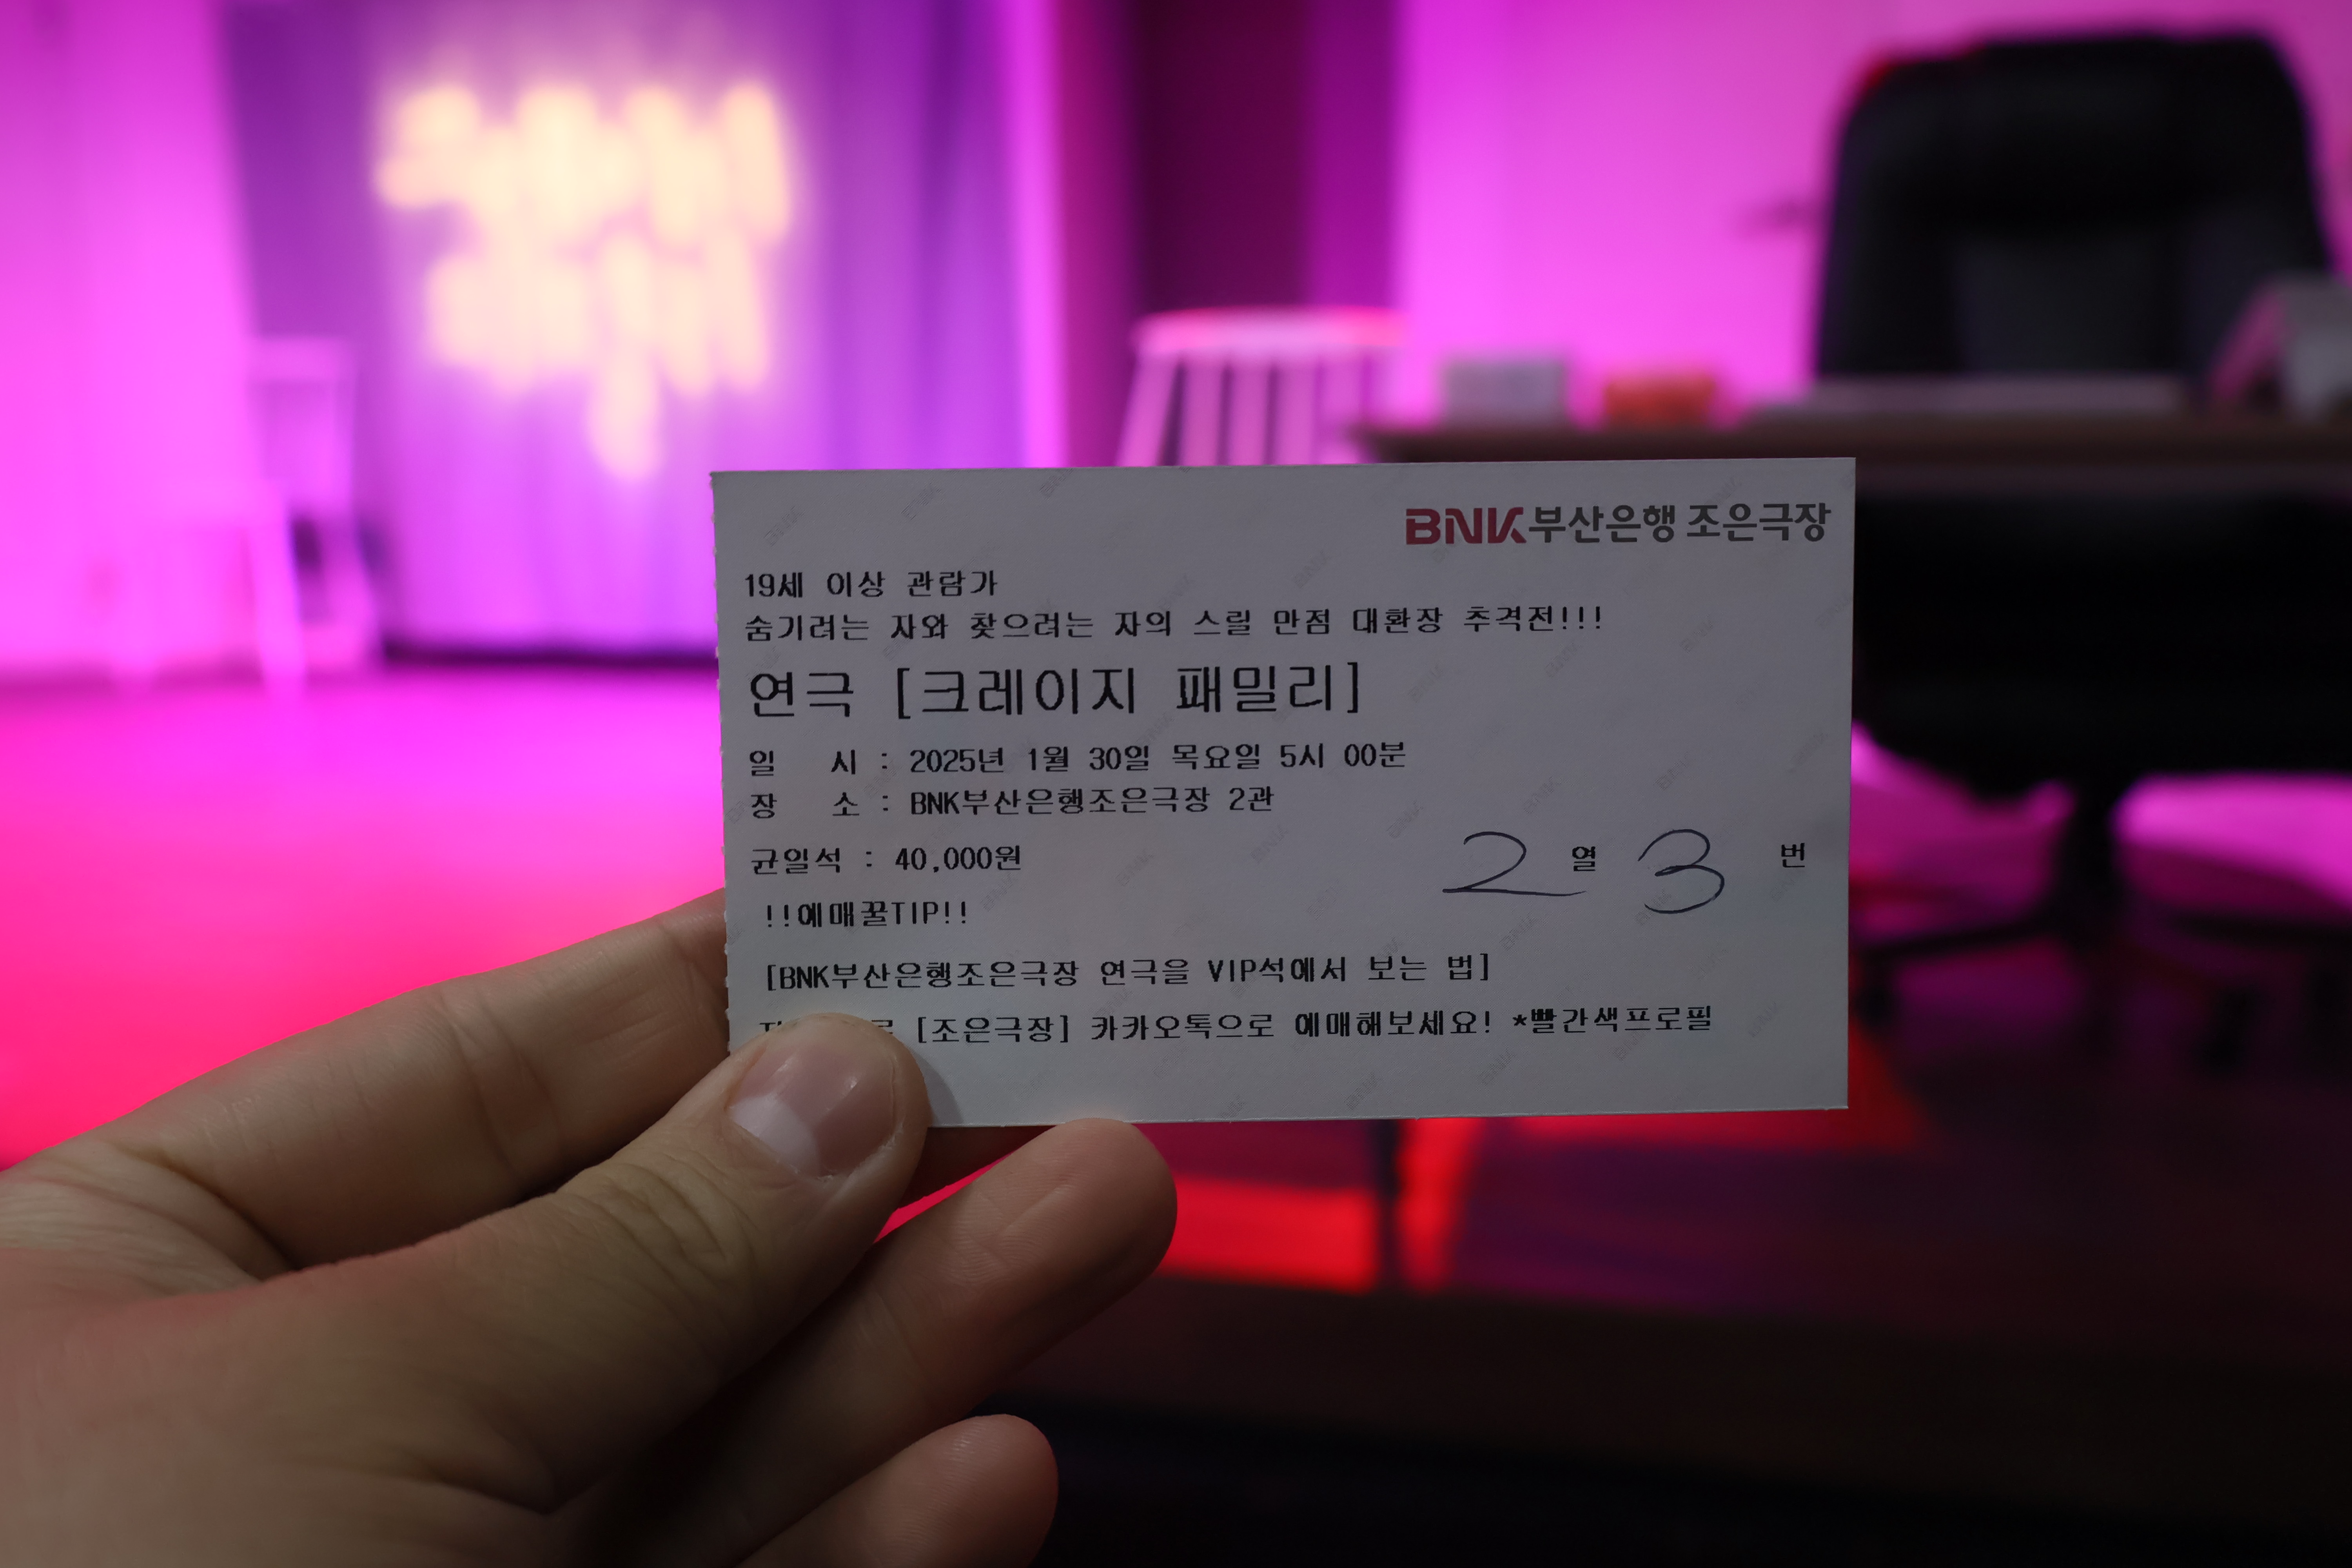 BNK부산은행 조은극장
19세 이상 관람가
숨기려는 자와 찾으려는 자의 스릴 만점 대환장 추격전!!!
연극 [크레이지 패밀리]
일 시 : 2025년 1월 30일 목요일 5시 00분
장 소 : BNK부산은행조은극장 2관
균일석 : 40,000원
2 열 3 번
!!예매꿀TIP!!
[BNK부산은행조은극장 연극을 VIP석에서 보는 법]
[조은극장] 카카오톡으로 예매해보세요! *빨간색프로필